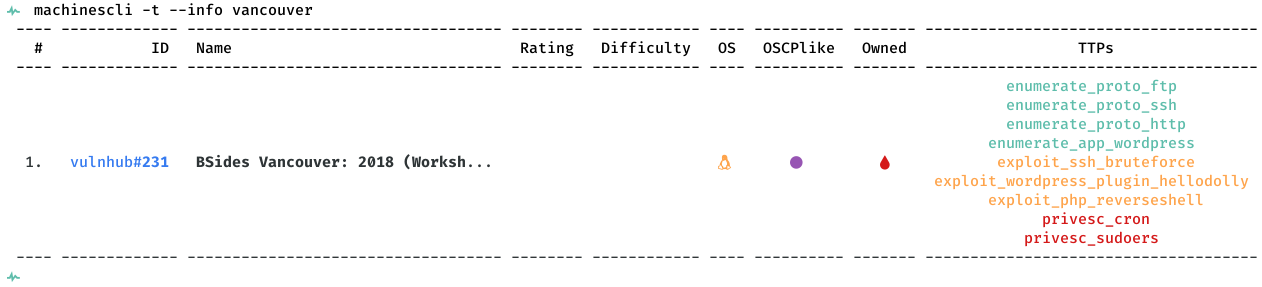 machinescli -t --info vancouver
---- ------------- ----------------------------------- -------- ------------ ---- ---------- ------- -------------------------------------
# ID Name Rating Difficulty OS OSCPlike Owned TTPs
---- ------------- ----------------------------------- -------- ------------ ---- ---------- ------- -------------------------------------
enumerate_proto_ftp
enumerate_proto_ssh
enumerate_proto_http
enumerate_app_wordpress
1. vulnhub#231 BSides Vancouver: 2018 (Worksh... exploit_ssh_bruteforce
exploit_wordpress_plugin_hellodolly
exploit_php_reverseshell
privesc_cron
privesc_sudoers
---- ------------- ----------------------------------- -------- ------------ ---- ---------- ------- -------------------------------------